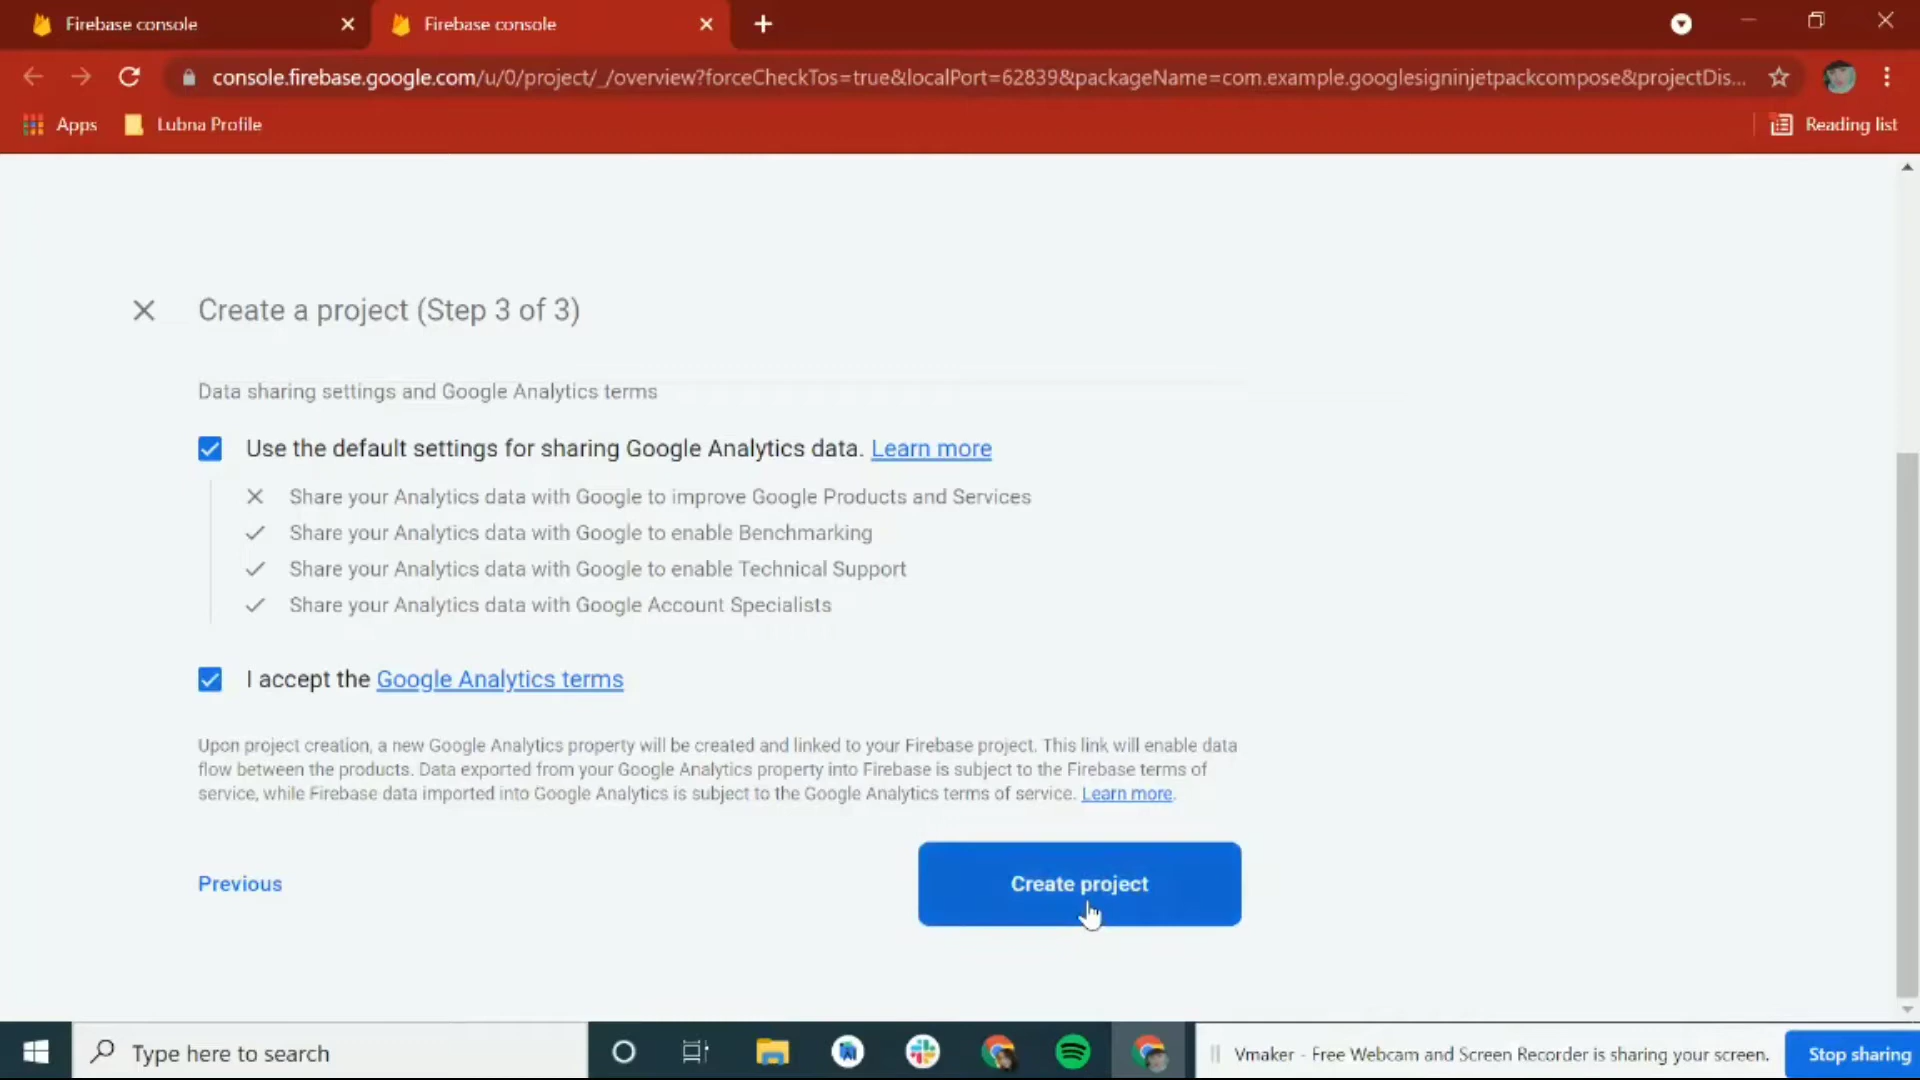 Firebase console
Firebase console
console.firebase.google.com/u/0/project/_/overview?forceCheckTos=true&localPort=62839&packageName=com.example.googlesigninjetpackcompose&projectDis...
Apps
Lubna Profile
Reading list
Create a project (Step 3 of 3)
Data sharing settings and Google Analytics terms
Use the default settings for sharing Google Analytics data. Learn more
Share your Analytics data with Google to improve Google Products and Services
Share your Analytics data with Google to enable Benchmarking
Share your Analytics data with Google to enable Technical Support
Share your Analytics data with Google Account Specialists
I accept the Google Analytics terms
Upon project creation, a new Google Analytics property will be created and linked to your Firebase project. This link will enable data
flow between the products. Data exported from your Google Analytics property into Firebase is subject to the Firebase terms of
service, while Firebase data imported into Google Analytics is subject to the Google Analytics terms of service. Learn more.
Previous
Create project
Type here to search
Vmaker - Free Webcam and Screen Recorder is sharing your screen.
Stop sharing